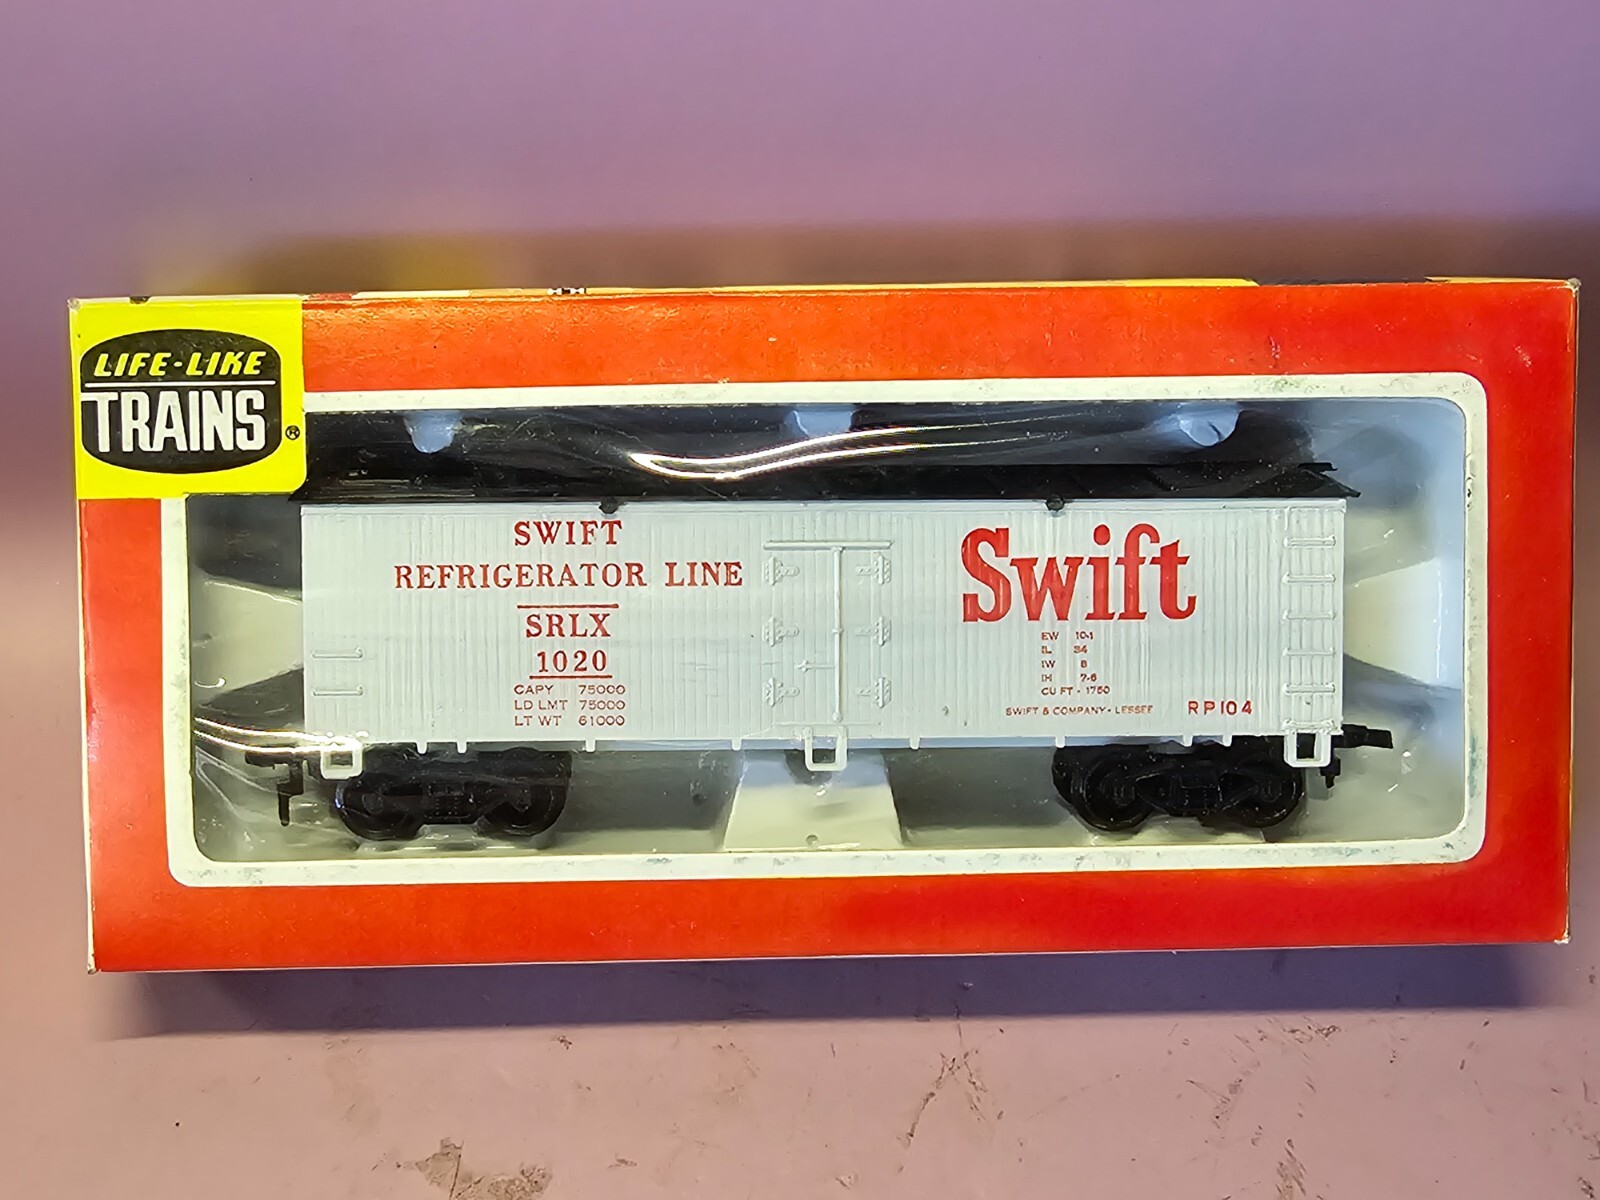 LIFE-LIKE
TRAINS®
SWIFT
REFRIGERATOR LINE
SRLX
1020
CAPY 75000
LD LMT 75000
LT WT 61000
Swift
EW 10-1
IL 34
IW 8
IH 7-6
CU FT - 1750
SWIFT & COMPANY - LESSEE
RP104